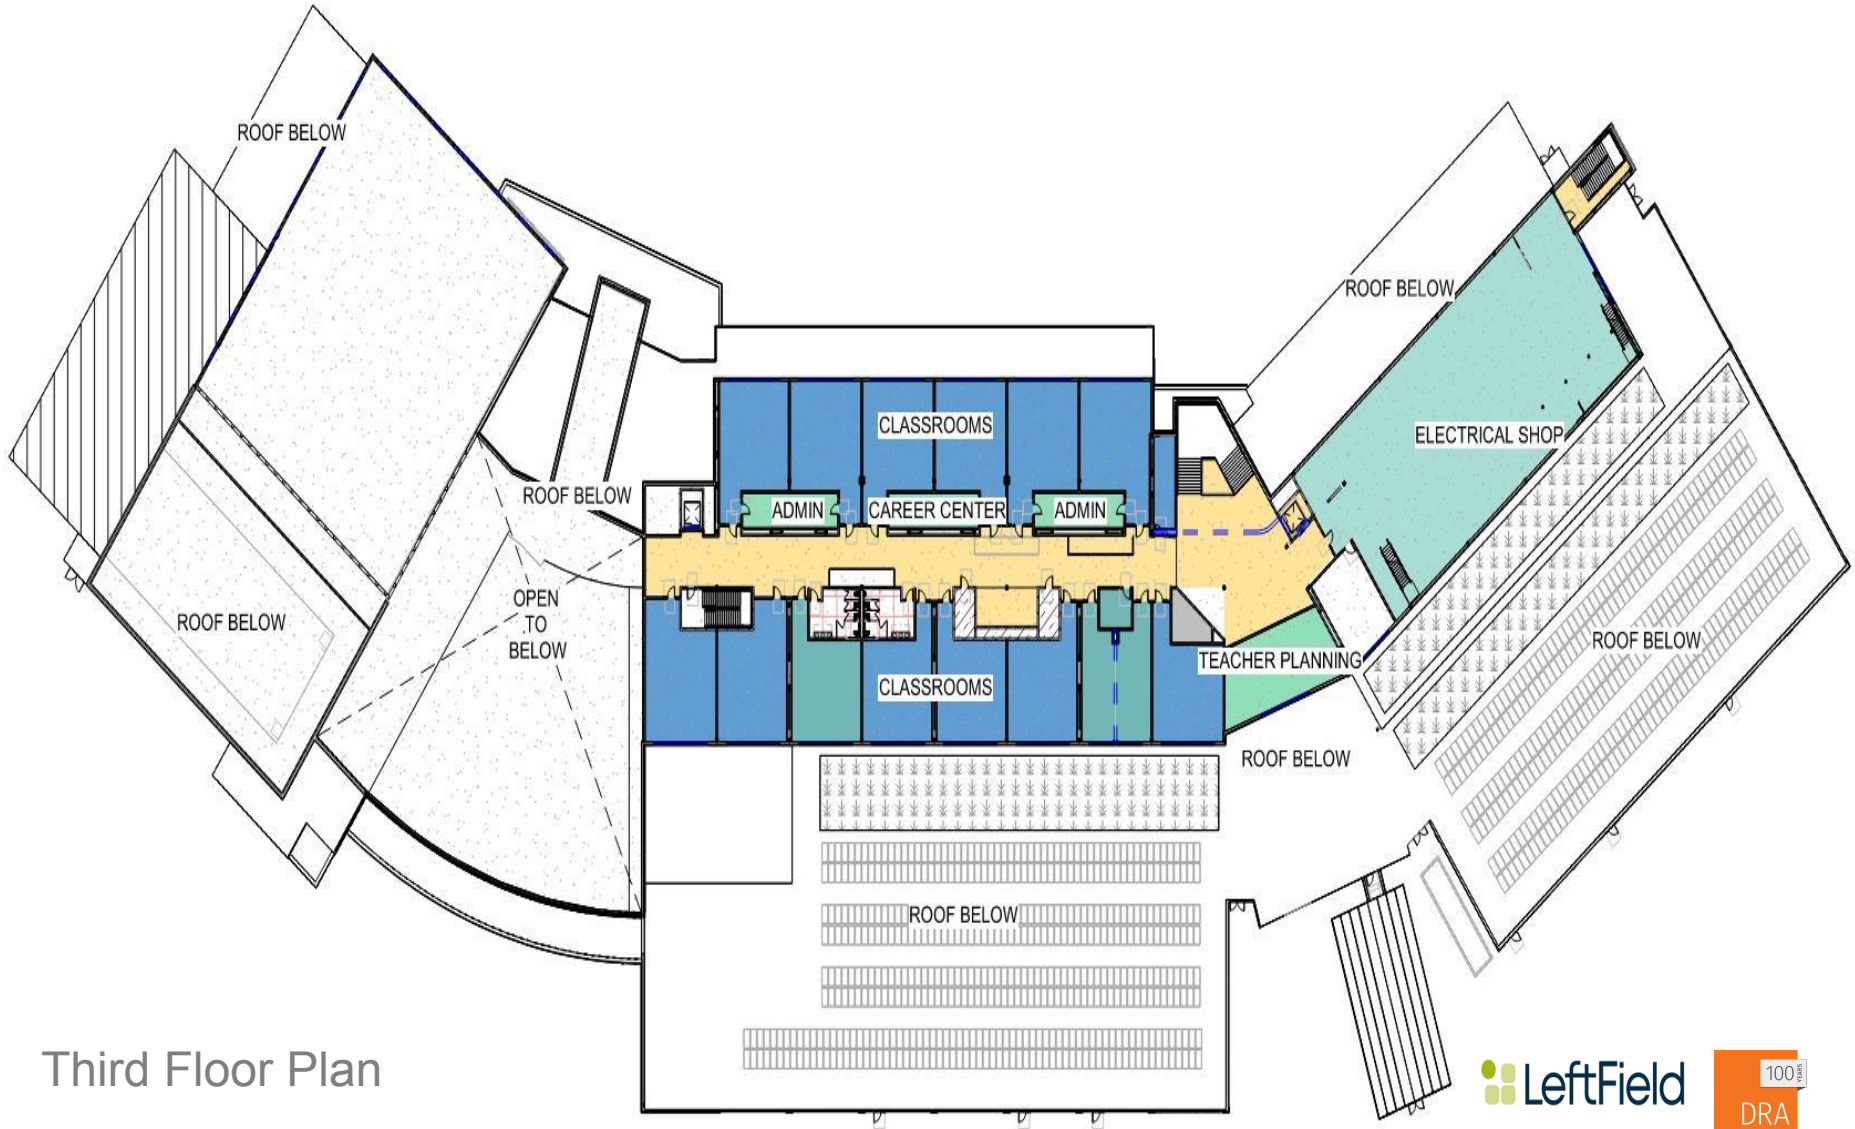 ROOF BELOW
ROOF BELOW
CLASSROOMS
ELECTRICAL SHOP
ROOF BELOW
ADMIN
CAREER CENTER
ADMIN
OPEN
TO
BELOW
ROOF BELOW
ROOF BELOW
TEACHER PLANNING
CLASSROOMS
ROOF BELOW
ROOF BELOW
Third Floor Plan
LeftField
100 YEARS
DRA